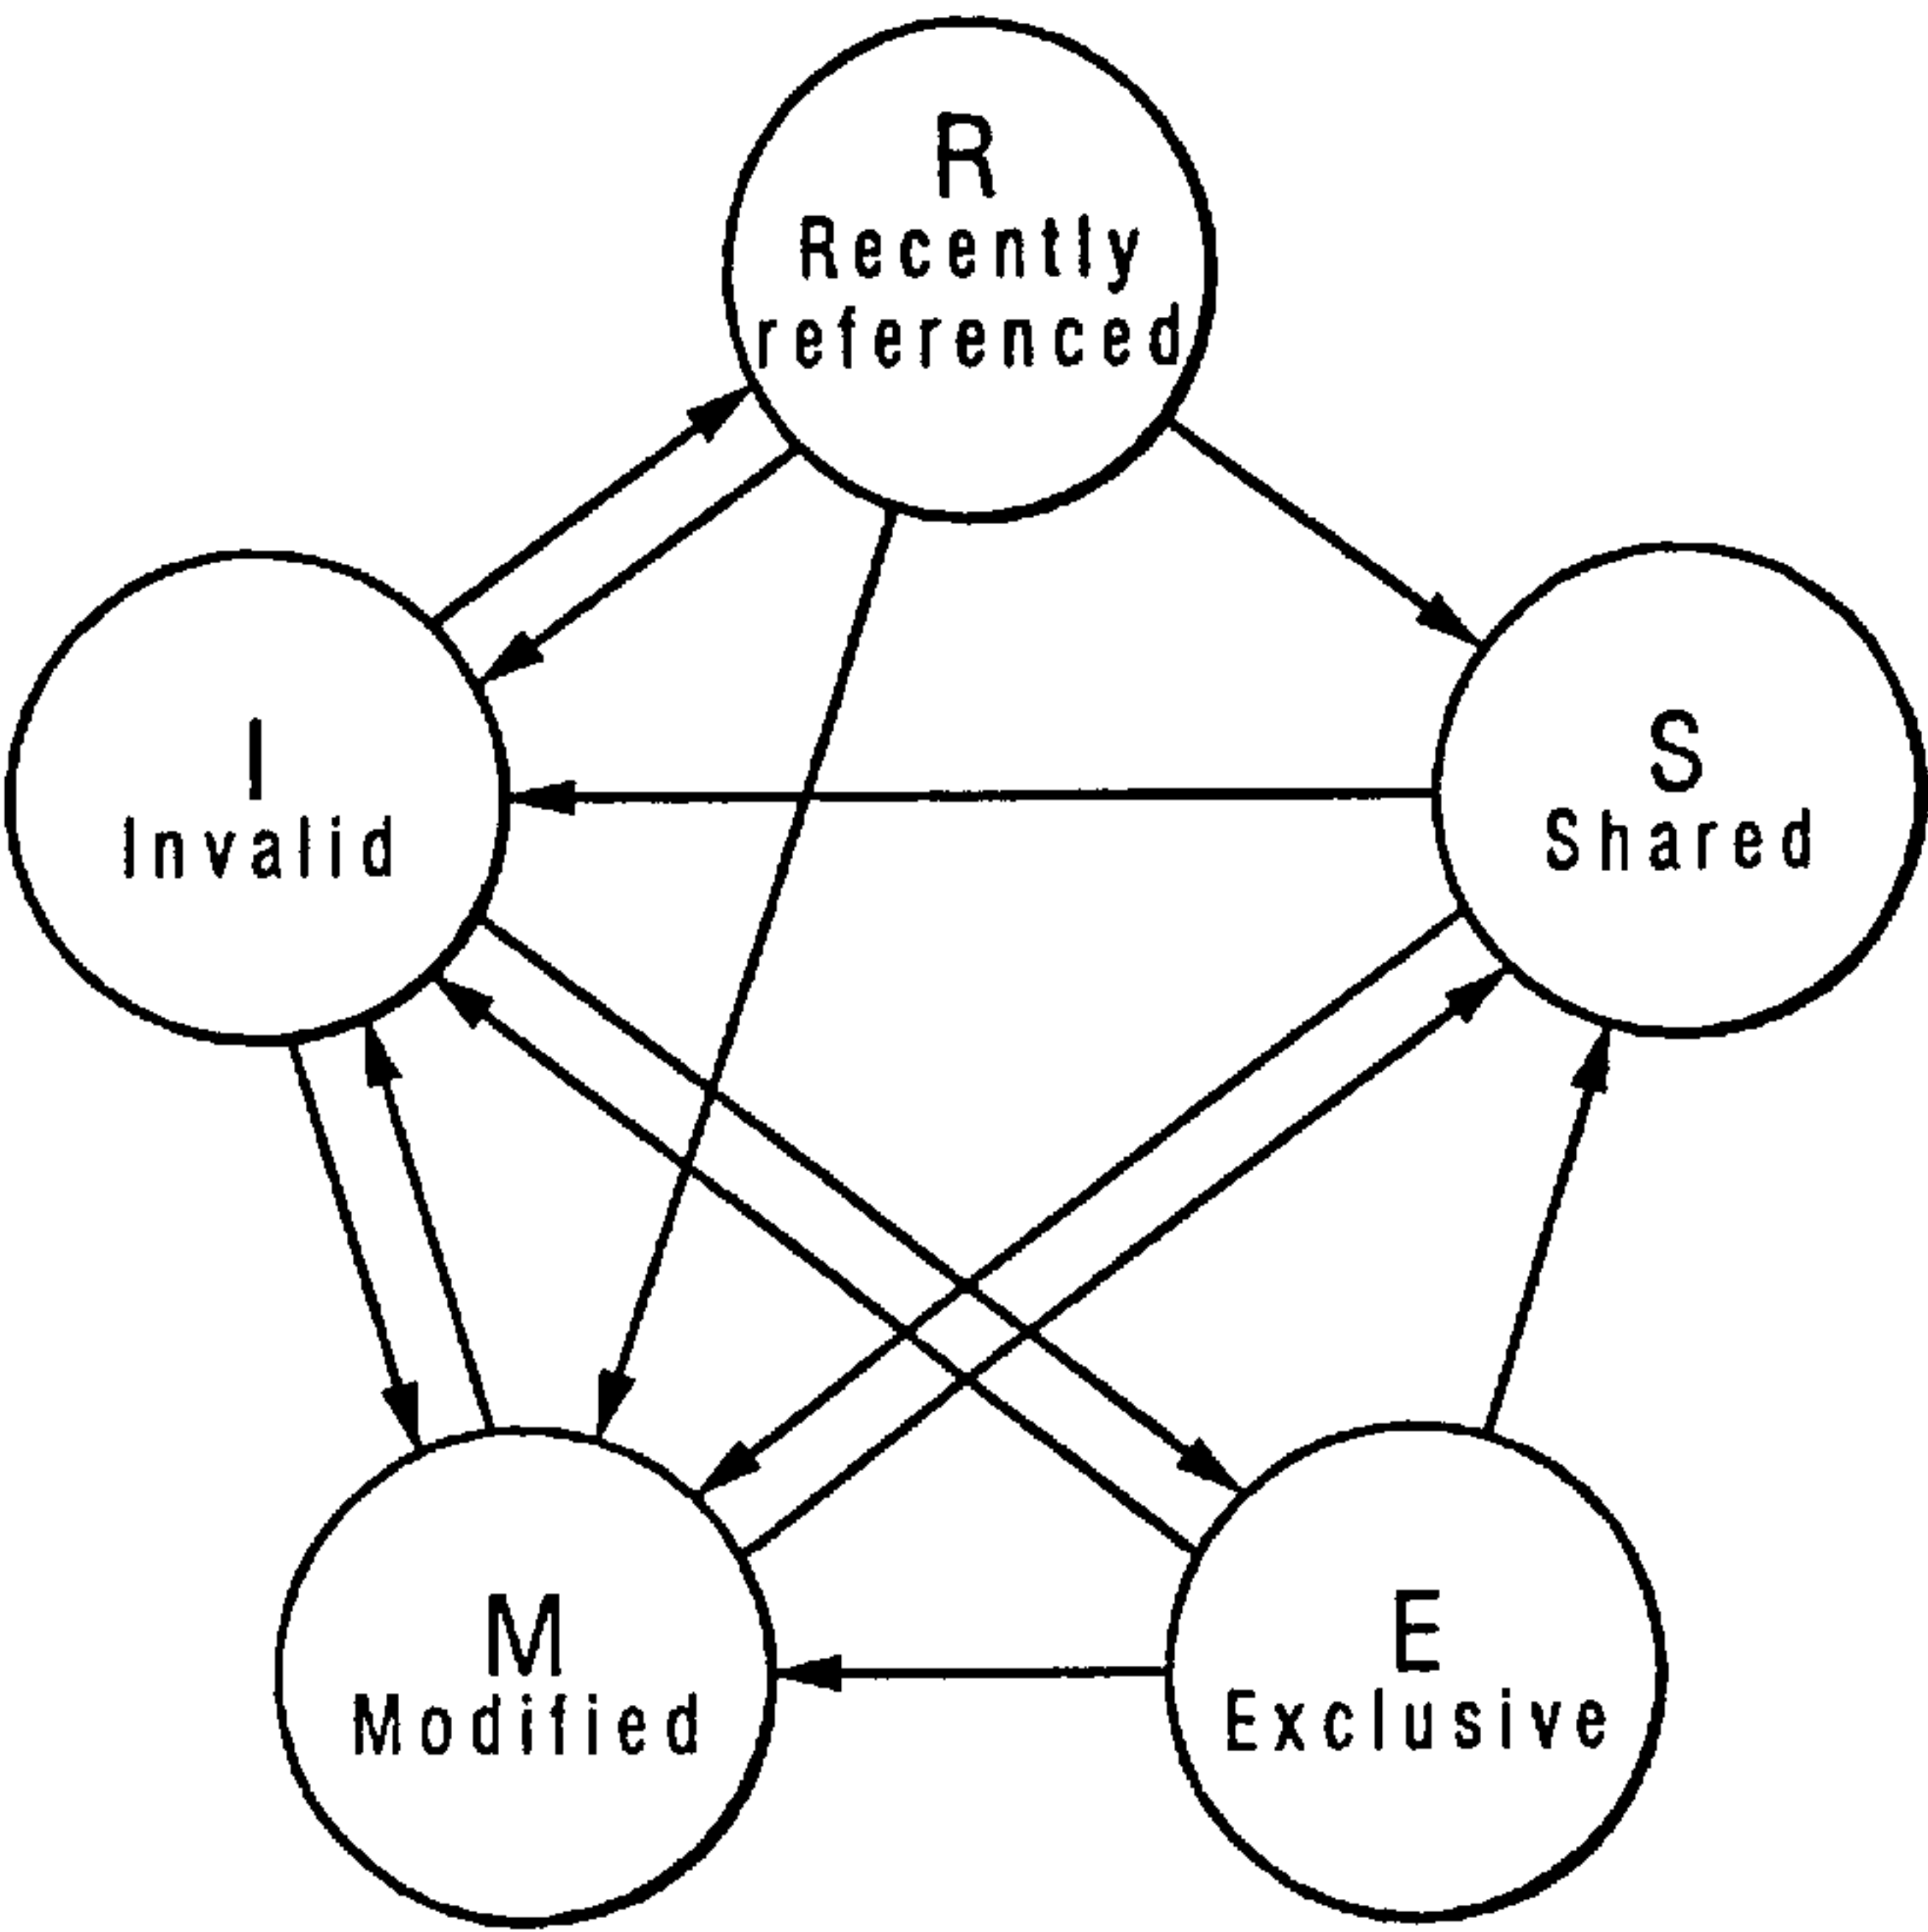 R
Recently
referenced
I
Invalid
S
Shared
M
Modified
E
Exclusive